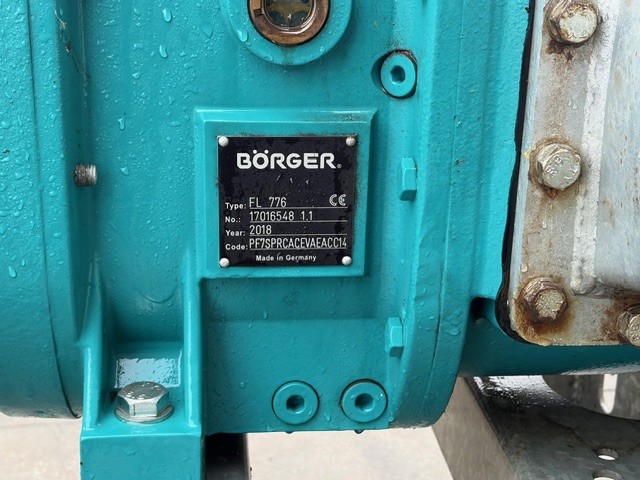 BÖRGER®
Type: FL 776 CE
No.: 17016548 1.1
Year: 2018
Code: PF7SPRCACEVAEACC14
Made in Germany